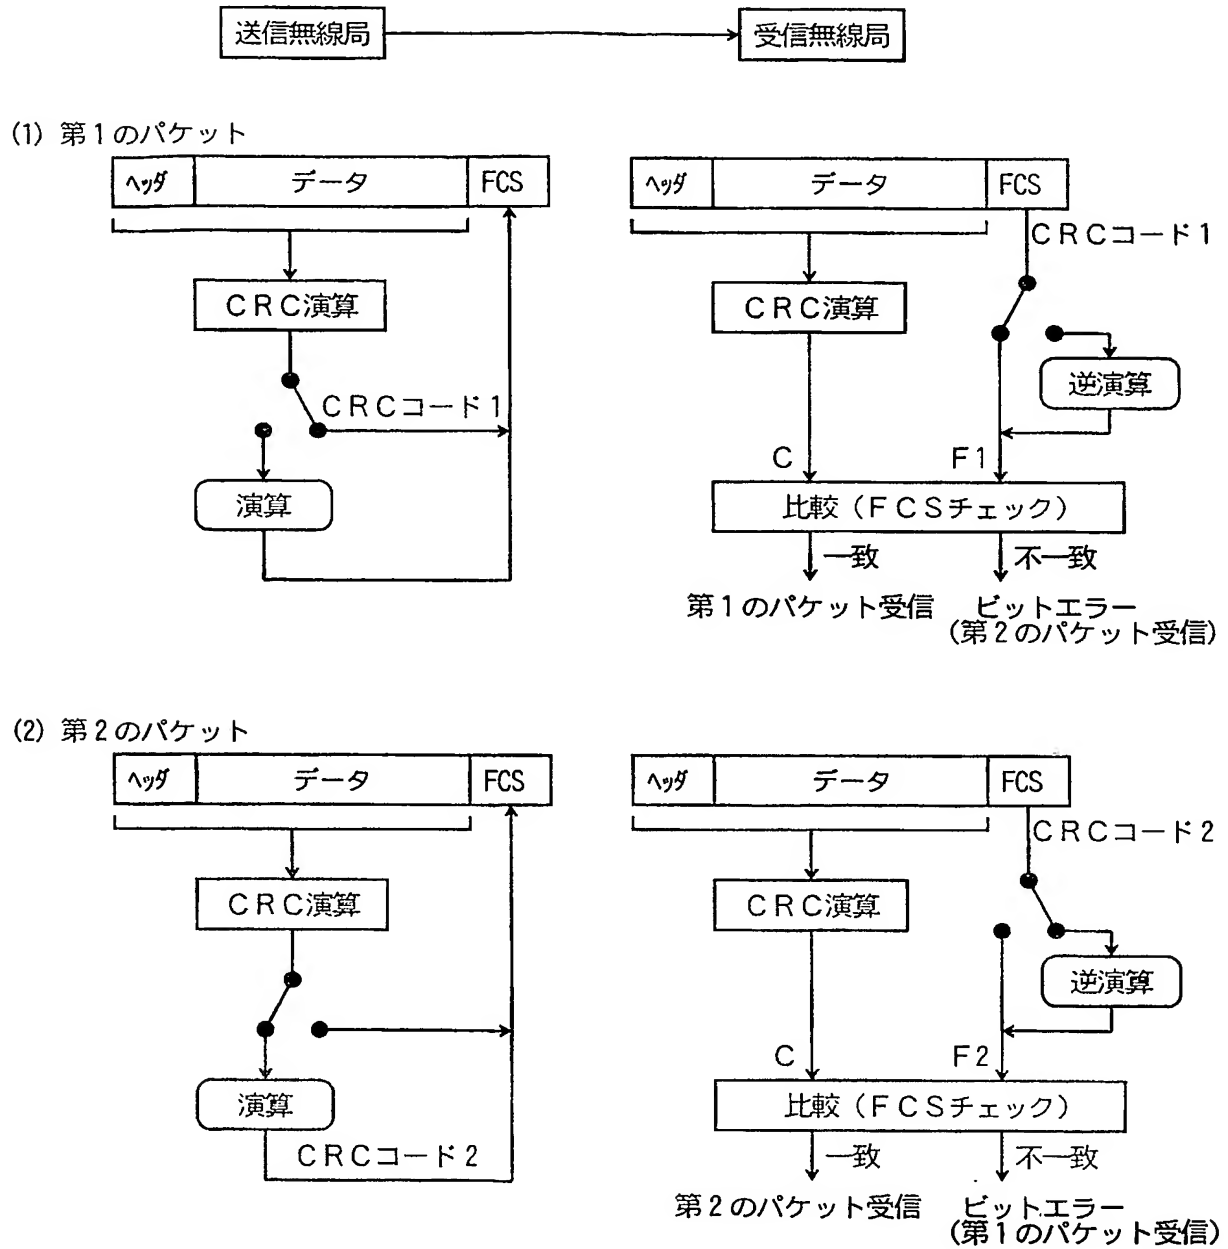 送信無線局
受信無線局
(1) 第1のパケット
ヘッダ
データ
FCS
ヘッダ
データ
FCS
CRCコード1
CRC演算
CRC演算
逆演算
CRCコード1
演算
C
F1
比較（FCSチェック）
一致
不一致
第1のパケット受信
ビットエラー
(第2のパケット受信)
(2) 第2のパケット
ヘッダ
データ
FCS
ヘッダ
データ
FCS
CRCコード2
CRC演算
CRC演算
逆演算
演算
C
F2
比較（FCSチェック）
CRCコード2
一致
不一致
第2のパケット受信
ビットエラー
(第1のパケット受信)